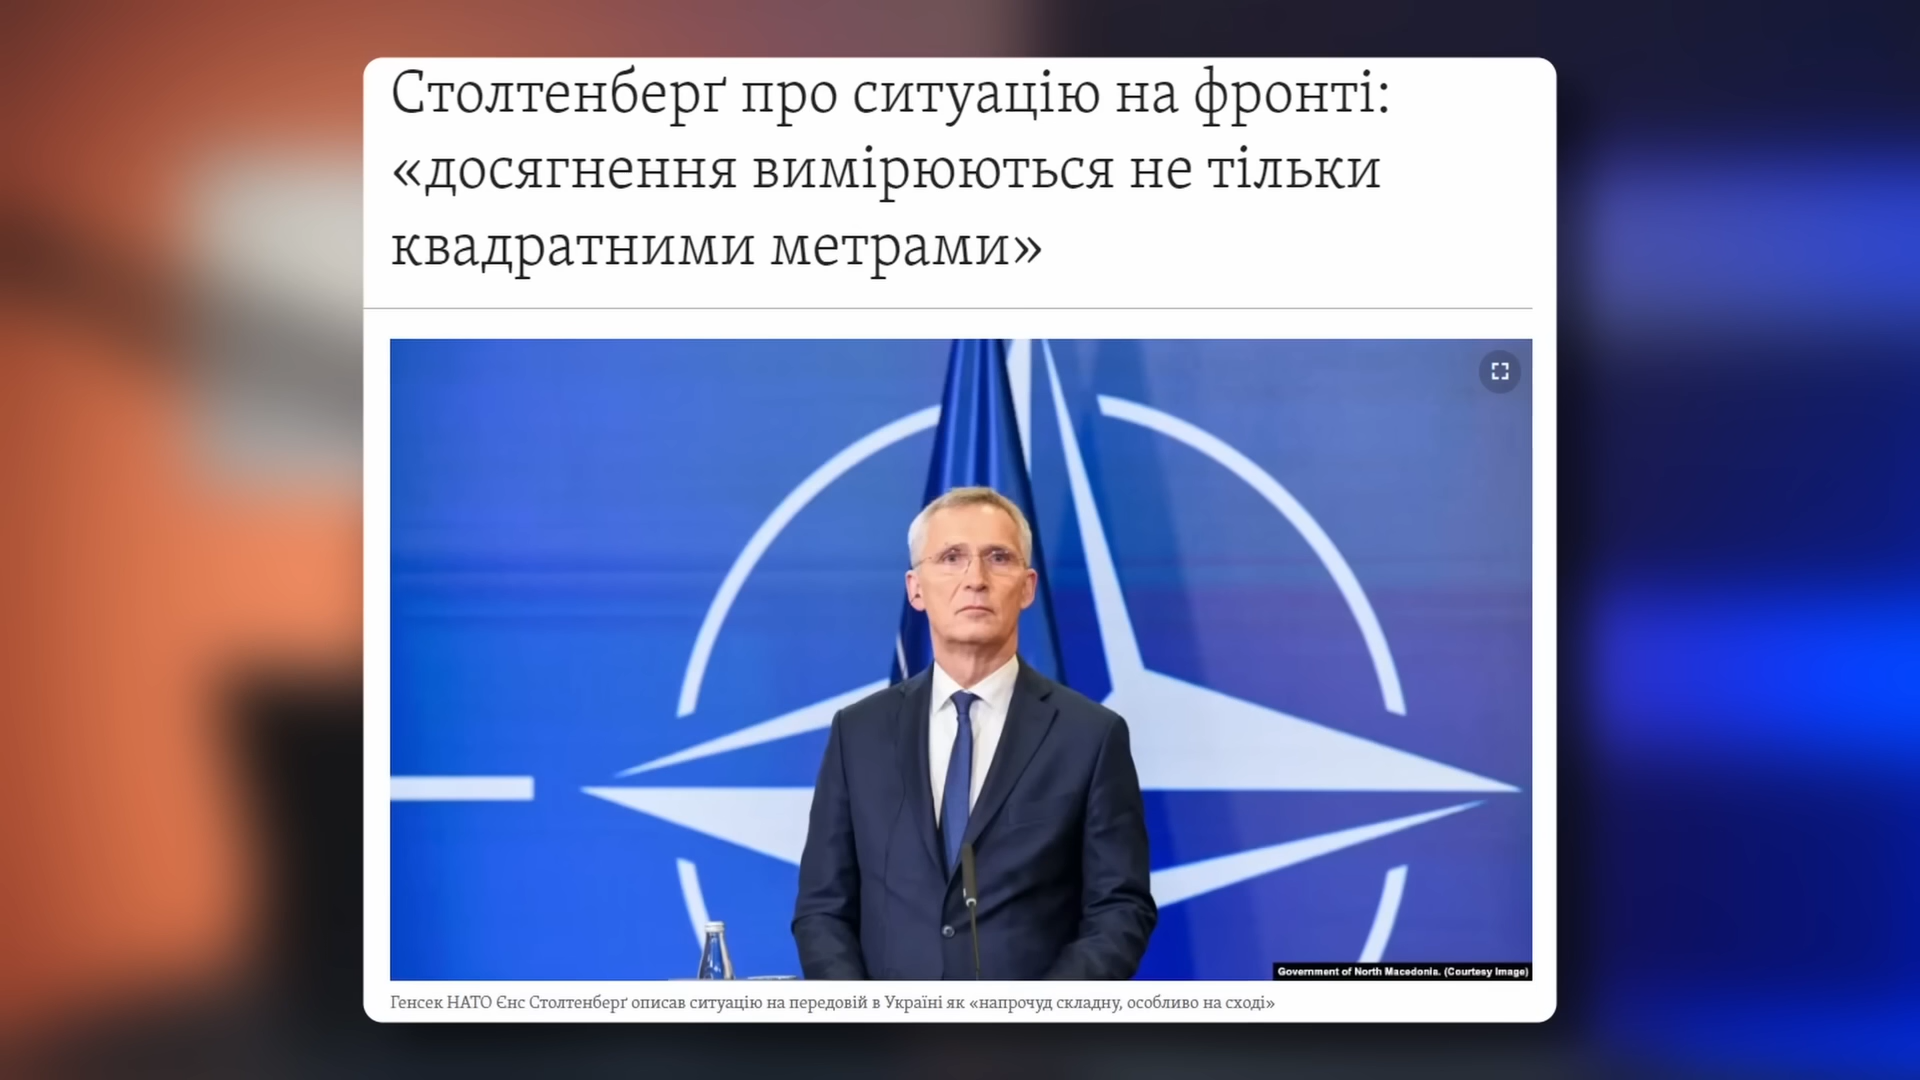 Столтенберґ про ситуацію на фронті:
«досягнення вимірюються не тільки
квадратними метрами»
Government of North Macedonia. (Courtesy Image)
Генсек НАТО Єнс Столтенберґ описав ситуацію на передовій в Україні як «напрочуд складну, особливо на сході»